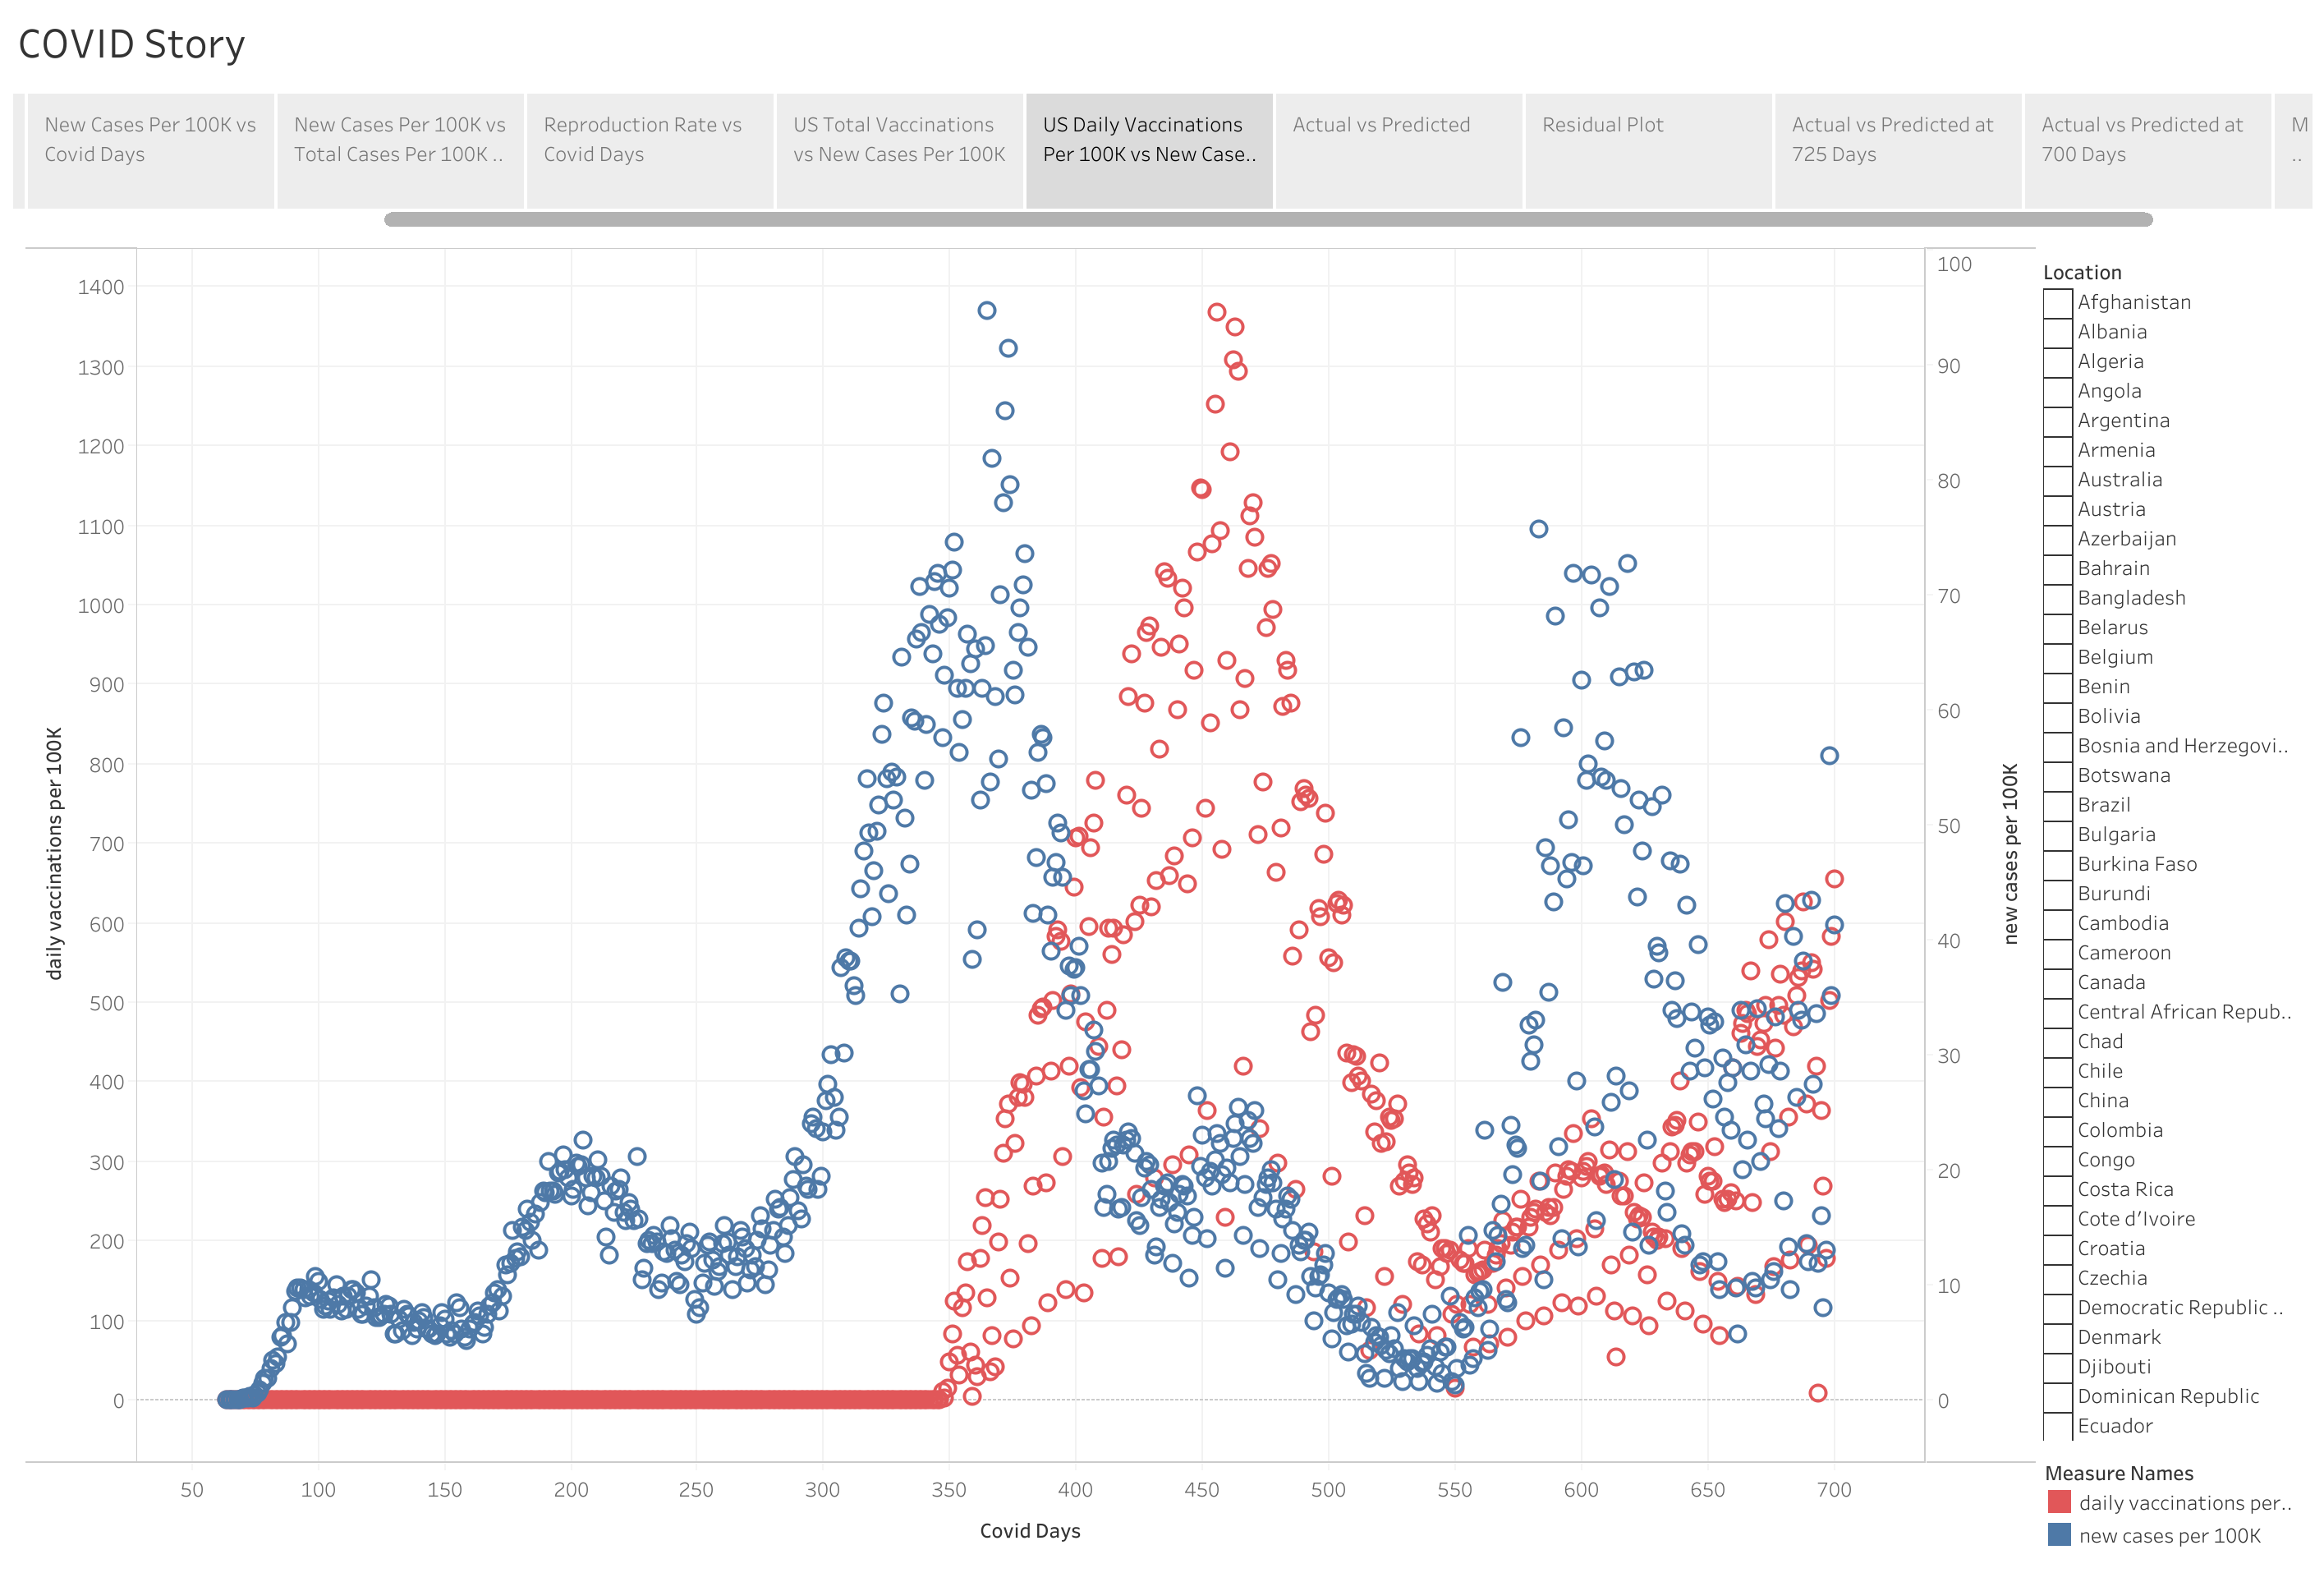 COVID Story
New Cases Per 100K vs
Covid Days
New Cases Per 100K vs
Total Cases Per 100K ..
Reproduction Rate vs
Covid Days
US Total Vaccinations
vs New Cases Per 100K
US Daily Vaccinations
Per 100K vs New Case..
Actual vs Predicted
Residual Plot
Actual vs Predicted at
725 Days
Actual vs Predicted at
700 Days
M
..
daily vaccinations per 100K
1400
1300
1200
1100
1000
900
800
700
600
500
400
300
200
100
0
50
100
150
200
250
300
350
400
450
500
550
600
650
700
Covid Days
100
90
80
70
60
50
40
30
20
10
0
new cases per 100K
Location
Afghanistan
Albania
Algeria
Angola
Argentina
Armenia
Australia
Austria
Azerbaijan
Bahrain
Bangladesh
Belarus
Belgium
Benin
Bolivia
Bosnia and Herzegovi..
Botswana
Brazil
Bulgaria
Burkina Faso
Burundi
Cambodia
Cameroon
Canada
Central African Repub..
Chad
Chile
China
Colombia
Congo
Costa Rica
Cote d’Ivoire
Croatia
Czechia
Democratic Republic ..
Denmark
Djibouti
Dominican Republic
Ecuador
Measure Names
daily vaccinations per..
new cases per 100K